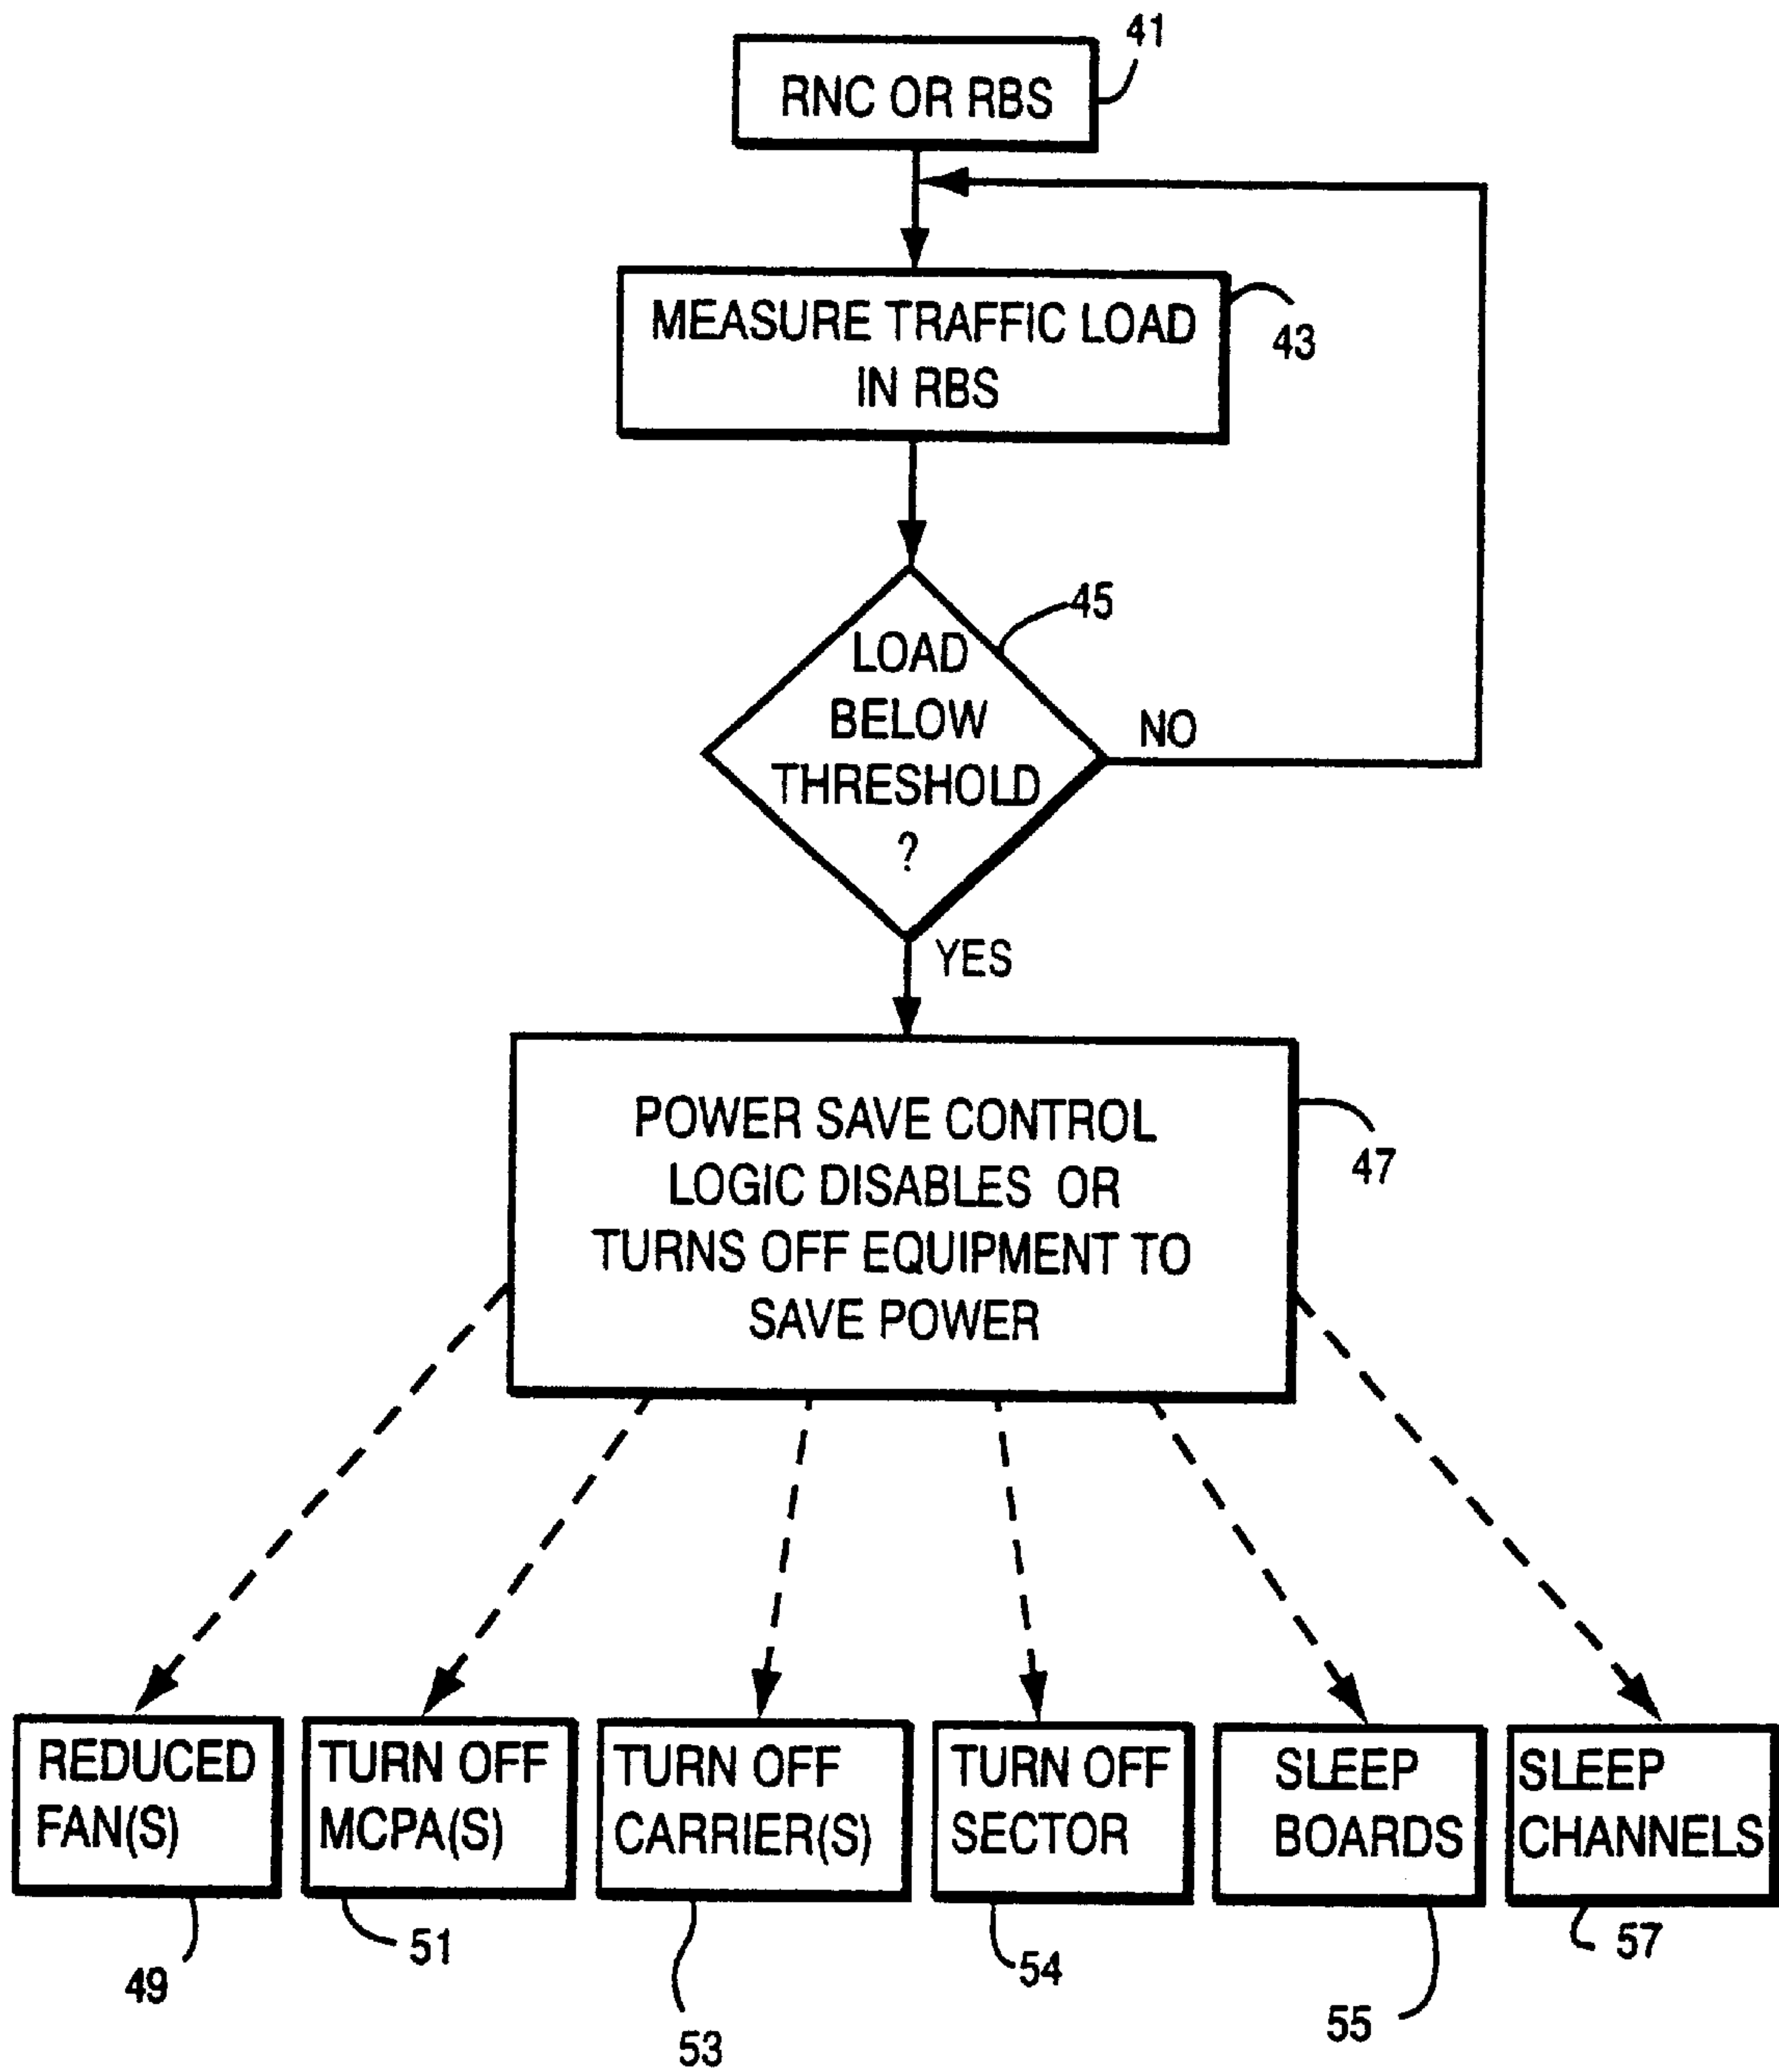 41
RNC OR RBS
MEASURE TRAFFIC LOAD
IN RBS
43
45
LOAD
BELOW
THRESHOLD
?
NO
YES
POWER SAVE CONTROL
LOGIC DISABLES OR
TURNS OFF EQUIPMENT TO
SAVE POWER
47
REDUCED
FAN(S)
TURN OFF
MCPA(S)
TURN OFF
CARRIER(S)
TURN OFF
SECTOR
SLEEP
BOARDS
SLEEP
CHANNELS
49
51
53
54
55
57